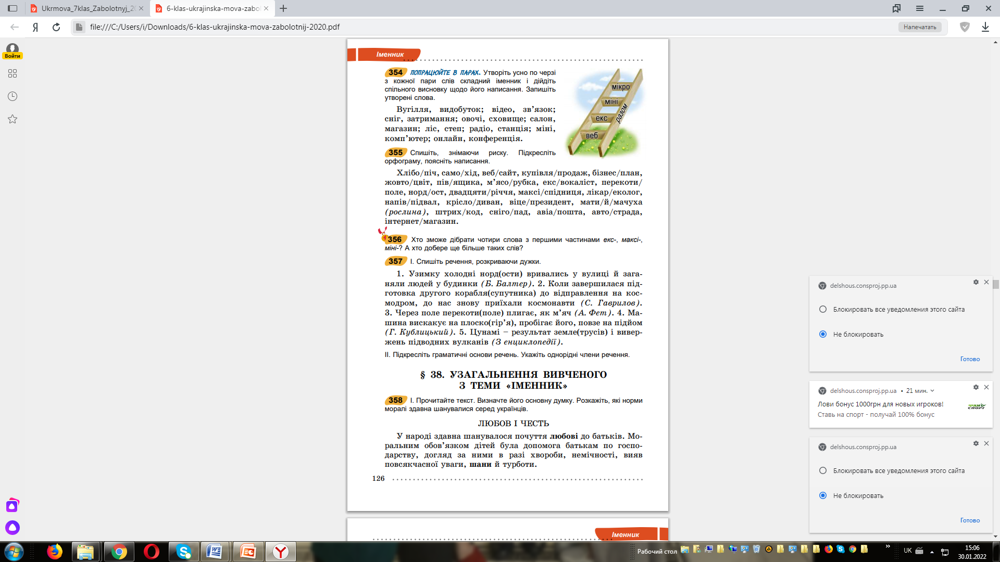 Ukrmova_7klas_Zabolotnyj_20
6-klas-ukrajinska-mova-zabol
file:///C:/Users/i/Downloads/6-klas-ukrajinska-mova-zabolotnij-2020.pdf
Напечатать
Войти
Іменник
354 ПОПРАЦЮЙТЕ В ПАРАХ. Утворіть усно по черзі
з кожної пари слів складний іменник і дійдіть
спільного висновку щодо його написання. Запишіть
утворені слова.
Вугілля, видобуток; відео, зв’язок;
сніг, затримання; овочі, сховище; салон,
магазин; ліс, степ; радіо, станція; міні,
комп’ютер; онлайн, конференція.
мікро
міні
екс
веб
разом
355 Спишіть, знімаючи риску. Підкресліть
орфограму, поясніть написання.
Хлібо/піч, само/хід, веб/сайт, купівля/продаж, бізнес/план,
жовто/цвіт, пів/ящика, м’ясо/рубка, екс/вокаліст, перекоти/
поле, норд/ост, двадцяти/річчя, максі/спідниця, лікар/еколог,
напів/підвал, крісло/диван, віце/президент, мати/й/мачуха
(рослина), штрих/код, сніго/пад, авіа/пошта, авто/страда,
інтернет/магазин.
356 Хто зможе дібрати чотири слова з першими частинами екс-, максі-,
міні-? А хто добере ще більше таких слів?
357 І. Спишіть речення, розкриваючи дужки.
1. Узимку холодні норд(ости) вривались у вулиці й зага-
няли людей у будинки (Б. Балтер). 2. Коли завершилася під-
готовка другого корабля(супутника) до відправлення на кос-
модром, до нас знову приїхали космонавти (С. Гаврилов).
3. Через поле перекоти(поле) плигає, як м’яч (А. Фет). 4. Ма-
шина вискакує на плоско(гір’я), пробігає його, повзе на підйом
(Г. Кублицький). 5. Цунамі – результат земле(трусів) і вивер-
жень підводних вулканів (З енциклопедії).
ІІ. Підкресліть граматичні основи речень. Укажіть однорідні члени речення.
§ 38. УЗАГАЛЬНЕННЯ ВИВЧЕНОГО
З ТЕМИ «ІМЕННИК»
358 І. Прочитайте текст. Визначте його основну думку. Розкажіть, які норми
моралі здавна шанувалися серед українців.
ЛЮБОВ І ЧЕСТЬ
У народі здавна шанувалося почуття любові до батьків. Мо-
ральним обов’язком дітей була допомога батькам по госпо-
дарству, догляд за ними в разі хвороби, немічності, вияв
повсякчасної уваги, шани й турботи.
126
Іменник
delshous.consproj.pp.ua
Блокировать все уведомления этого сайта
Не блокировать
Готово
delshous.consproj.pp.ua • 21 мин.
Лови бонус 1000грн для новых игроков!
Ставь на спорт - получай 100% бонус
ФАН СПОРТ
delshous.consproj.pp.ua
Блокировать все уведомления этого сайта
Не блокировать
Готово
Рабочий стол
UK
15:06
30.01.2022